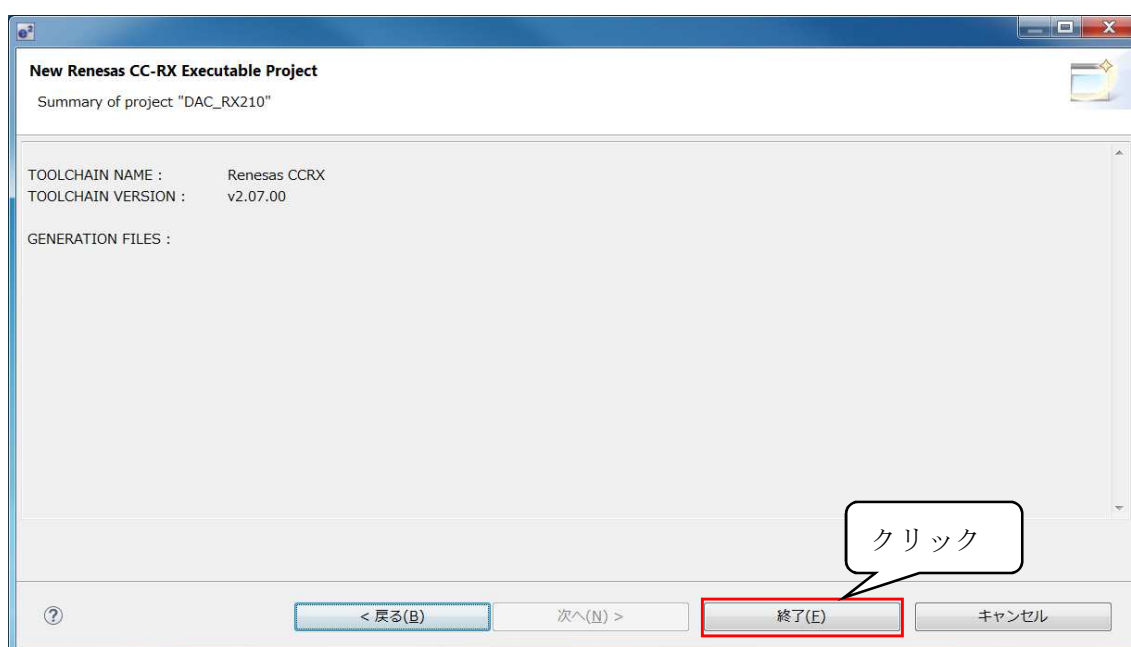 e²
New Renesas CC-RX Executable Project
Summary of project "DAC_RX210"
TOOLCHAIN NAME : Renesas CCRX
TOOLCHAIN VERSION : v2.07.00
GENERATION FILES :
クリック
< 戻る(B) 次へ(N) > 終了(F) キャンセル